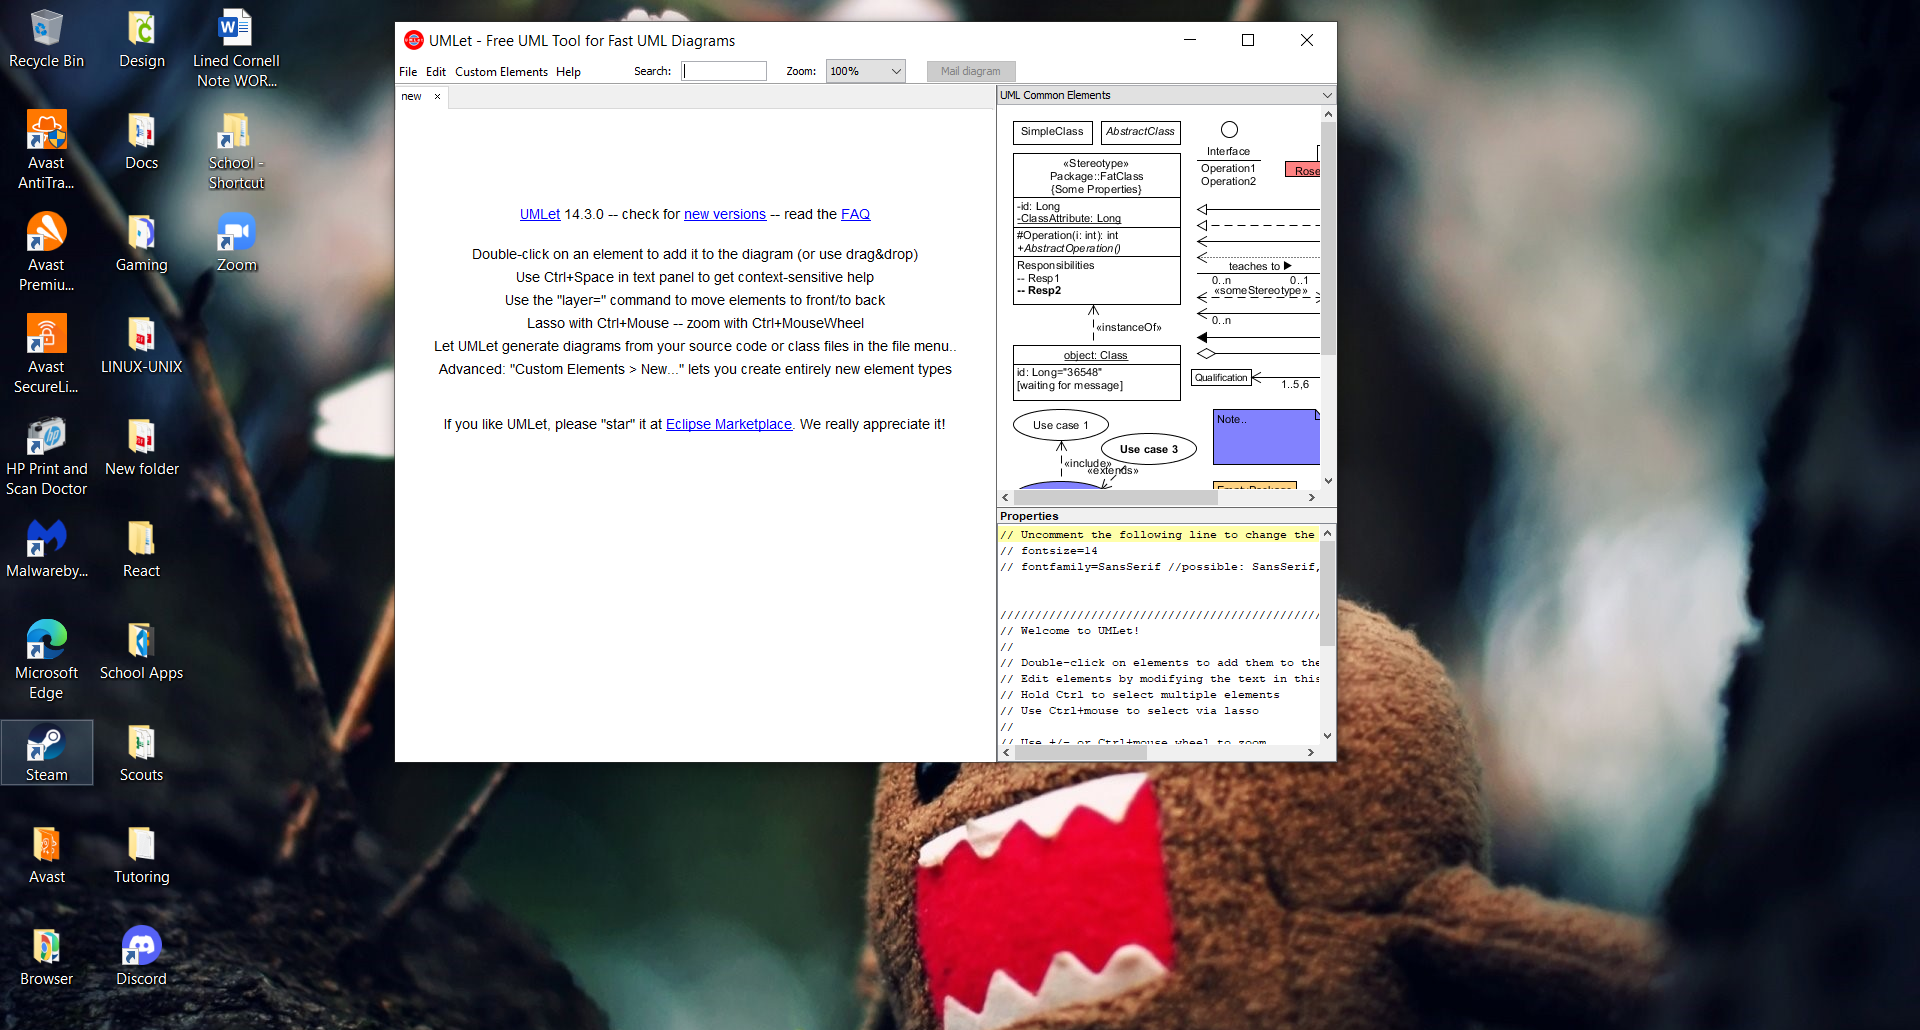 Recycle Bin
Design
Lined Cornell
Note WOR...
Avast
AntiTra...
Docs
School -
Shortcut
Avast
Premiu...
Gaming
Zoom
Avast
SecureLi...
LINUX-UNIX
HP Print and
Scan Doctor
New folder
Malwareby...
React
Microsoft
Edge
School Apps
Steam
Scouts
Avast
Tutoring
Browser
Discord
UMLet - Free UML Tool for Fast UML Diagrams
File Edit Custom Elements Help Search: Zoom: 100% Mail diagram
new
UMLet 14.3.0 -- check for new versions -- read the FAQ
Double-click on an element to add it to the diagram (or use drag&drop)
Use Ctrl+Space in text panel to get context-sensitive help
Use the "layer=" command to move elements to front/to back
Lasso with Ctrl+Mouse -- zoom with Ctrl+MouseWheel
Let UMLet generate diagrams from your source code or class files in the file menu..
Advanced: "Custom Elements > New..." lets you create entirely new element types
If you like UMLet, please "star" it at Eclipse Marketplace. We really appreciate it!
UML Common Elements
SimpleClass
AbstractClass
«Stereotype»
Package::FatClass
{Some Properties}
-id: Long
-ClassAttribute: Long
#Operation(i: int): int
+AbstractOperation()
Responsibilities
-- Resp1
-- Resp2
«instanceOf»
object: Class
id: Long="36548"
[waiting for message]
Use case 1
Use case 3
«include»
«extends»
Interface
Operation1
Operation2
Rose
teaches to
0..n 0..1
«someStereotype»
0..n
Qualification
1..5,6
Note..
EmptyPackage
Properties
// Uncomment the following line to change the
// fontsize=14
// fontfamily=SansSerif //possible: SansSerif,
//////////////////////////////////////////////
// Welcome to UMLet!
//
// Double-click on elements to add them to the
// Edit elements by modifying the text in this
// Hold Ctrl to select multiple elements
// Use Ctrl+mouse to select via lasso
//
// Use +/- or Ctrl+mouse wheel to zoom